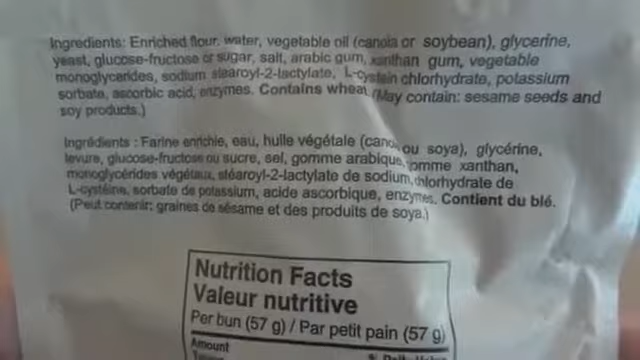 Ingredients: Enriched flour, water, vegetable oil (canola or soybean), glycerine,
yeast, glucose-fructose or sugar, salt, arabic gum, xanthan gum, vegetable
monoglycerides, sodium stearoyl-2-lactylate, L-cystein chlorhydrate, potassium
sorbate, ascorbic acid, enzymes. Contains wheat (May contain: sesame seeds and
soy products.)
Ingrédients : Farine enrichie, eau, huille végétale (cano ou soya), glycérine,
levure, glucose-fructose ou sucre, sel, gomme arabique, omme xanthan,
monoglycérides végétaux, stéaroyl-2-lactylate de sodium, chlorhydrate de
L-cystéine, sorbate de potassium, acide ascorbique, enzymes. Contient du blé.
(Peut contenir: graines de sésame et des produits de soya.)
Nutrition Facts
Valeur nutritive
Per bun (57 g) / Par petit pain (57 g)
Amount